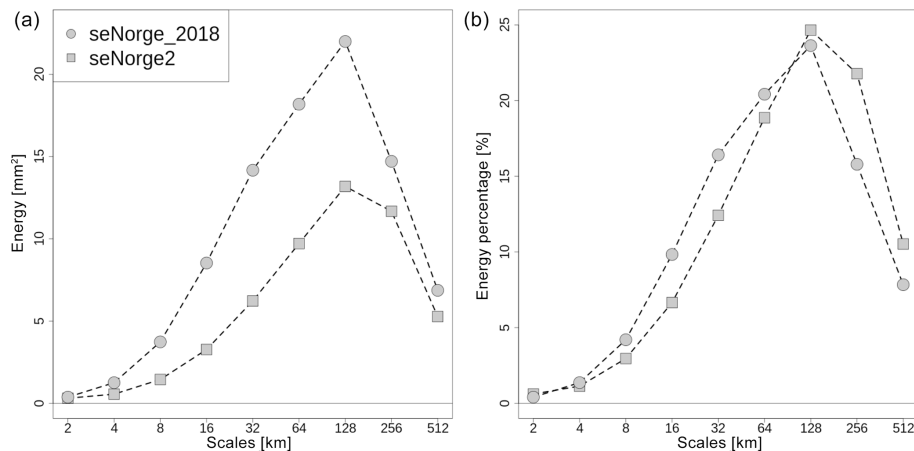 (a)
seNorge_2018
seNorge2
Energy [mm²]
0
5
10
15
20
2 4 8 16 32 64 128 256 512
Scales [km]
(b)
Energy percentage [%]
0
5
10
15
20
25
2 4 8 16 32 64 128 256 512
Scales [km]